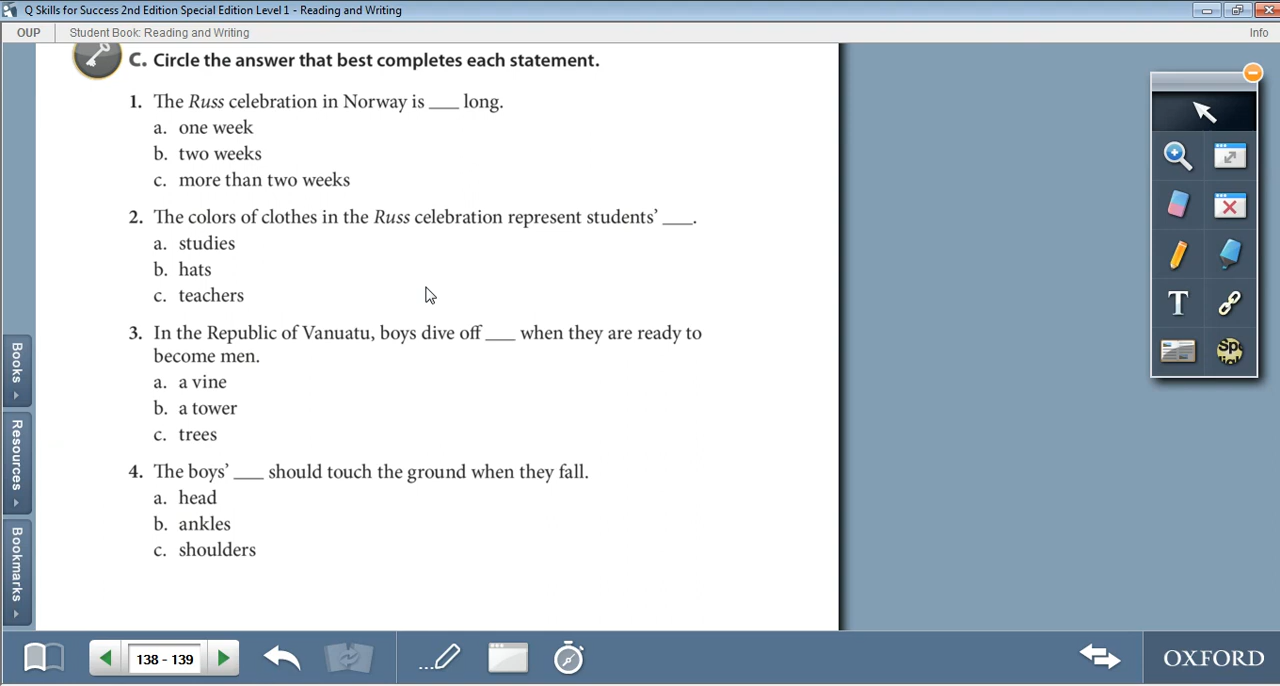 Q Skills for Success 2nd Edition Special Edition Level 1 - Reading and Writing
OUP Student Book: Reading and Writing Info
C. Circle the answer that best completes each statement.
1. The Russ celebration in Norway is ___ long.
a. one week
b. two weeks
c. more than two weeks
2. The colors of clothes in the Russ celebration represent students’ ___.
a. studies
b. hats
c. teachers
3. In the Republic of Vanuatu, boys dive off ___ when they are ready to
become men.
a. a vine
b. a tower
c. trees
4. The boys’ ___ should touch the ground when they fall.
a. head
b. ankles
c. shoulders
Books
Resources
Bookmarks
T
138 - 139
OXFORD